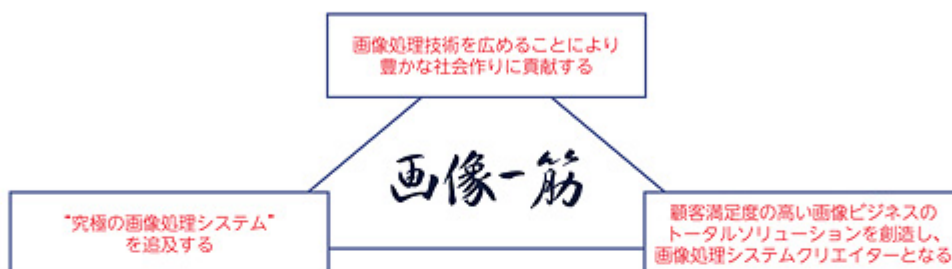 画像処理技術を広めることにより
豊かな社会作りに貢献する
画像一筋
“究極の画像処理システム”
を追及する
顧客満足度の高い画像ビジネスの
トータルソリューションを創造し、
画像処理システムクリエイターとなる